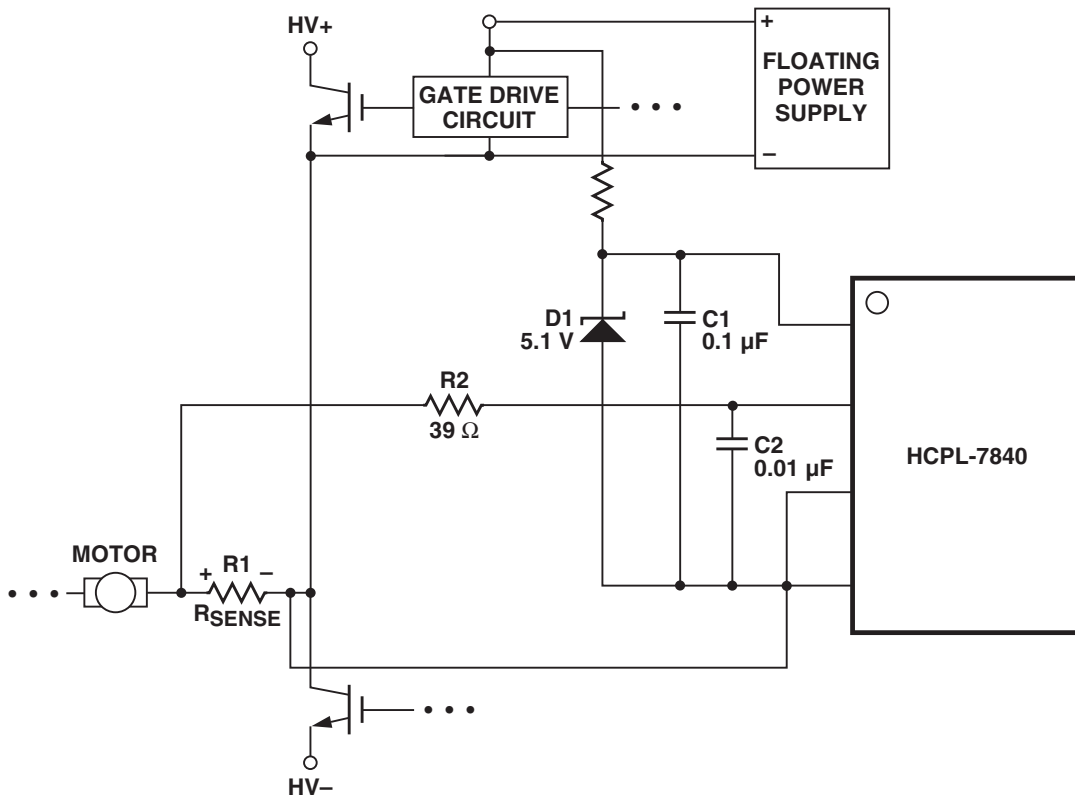 HV+
+
FLOATING
POWER
SUPPLY
–
GATE DRIVE
CIRCUIT
• • •
D1
5.1 V
C1
0.1 µF
R2
39 Ω
C2
0.01 µF
HCPL-7840
MOTOR
• • •
+ R1 –
RSENSE
• • •
HV–